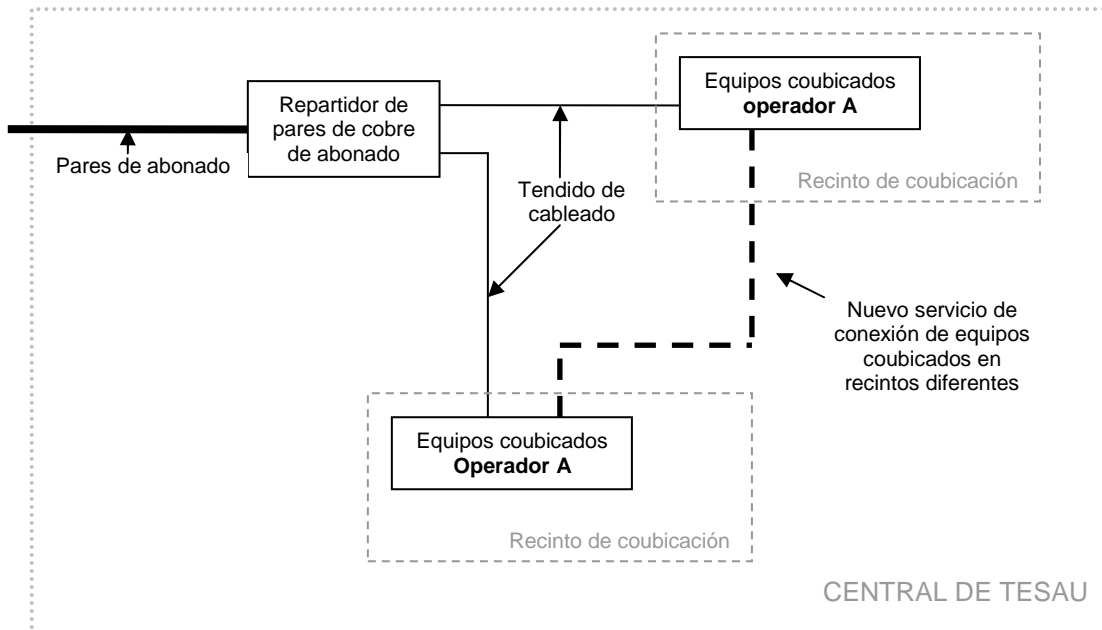 Equipos coubicados
operador A
Repartidor de
pares de cobre
de abonado
Pares de abonado
Recinto de coubicación
Tendido de
cableado
Nuevo servicio de
conexión de equipos
coubicados en
recintos diferentes
Equipos coubicados
Operador A
Recinto de coubicación
CENTRAL DE TESAU